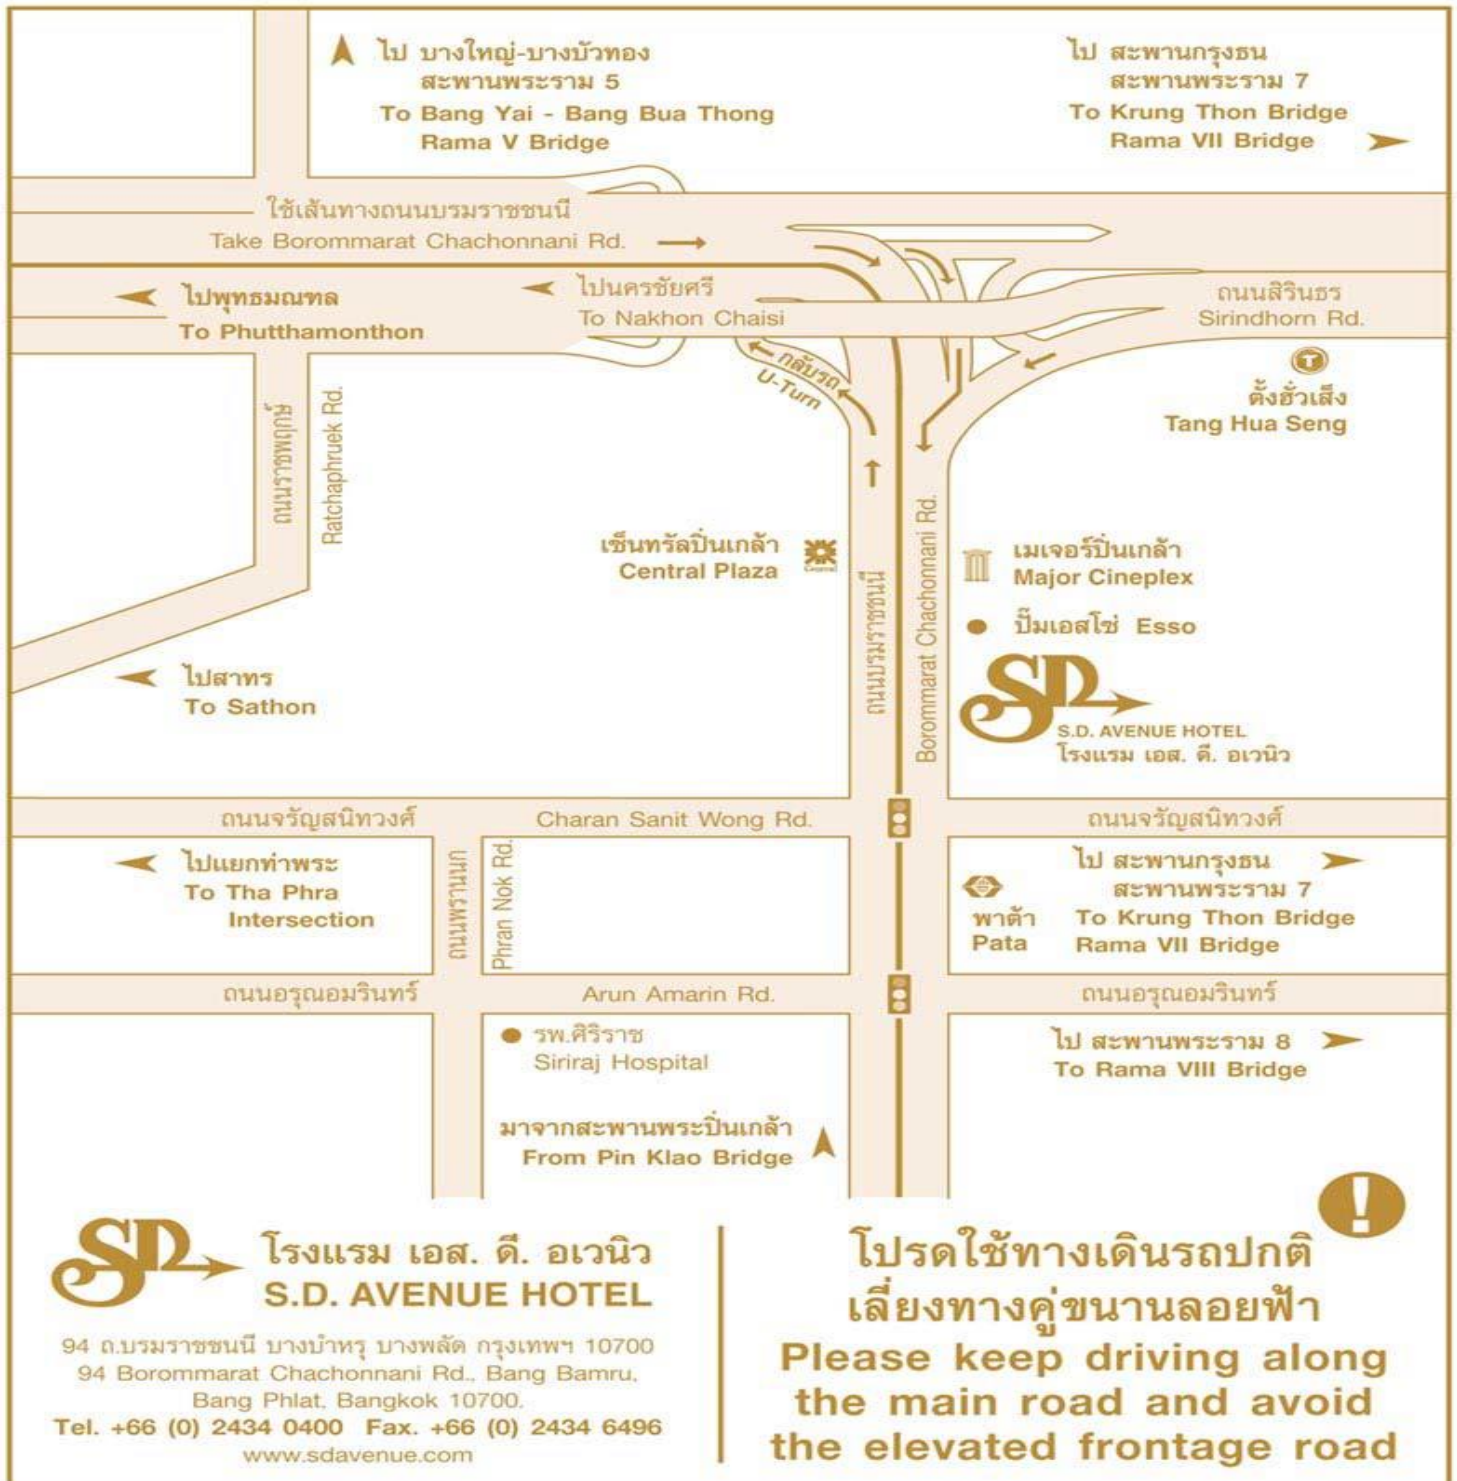 ไป บางใหญ่-บางบัวทอง
สะพานพระราม 5
To Bang Yai - Bang Bua Thong
Rama V Bridge
ไป สะพานกรุงธน
สะพานพระราม 7
To Krung Thon Bridge
Rama VII Bridge
ใช้เส้นทางถนนบรมราชชนนี
Take Borommarat Chachonnani Rd.
ไปพุทธมณฑล
To Phutthamonthon
ไปนครชัยศรี
To Nakhon Chaisi
ถนนสิรินธร
Sirindhorn Rd.
กลับรถ
U-Turn
T
ตั้งฮั่วเส็ง
Tang Hua Seng
ถนนราชพฤกษ์
Ratchaphruek Rd.
เซ็นทรัลปิ่นเกล้า
Central Plaza
Central
ถนนบรมราชชนนี
Borommarat Chachonnani Rd.
เมเจอร์ปิ่นเกล้า
Major Cineplex
ปั๊มเอสโซ่ Esso
SD
S.D. AVENUE HOTEL
โรงแรม เอส. ดี. อเวนิว
ไปสาทร
To Sathon
ถนนจรัญสนิทวงศ์
Charan Sanit Wong Rd.
ถนนจรัญสนิทวงศ์
ไปแยกท่าพระ
To Tha Phra
Intersection
ถนนพรานนก
Phran Nok Rd.
พาต้า
Pata
ไป สะพานกรุงธน
สะพานพระราม 7
To Krung Thon Bridge
Rama VII Bridge
ถนนอรุณอมรินทร์
Arun Amarin Rd.
ถนนอรุณอมรินทร์
รพ.ศิริราช
Siriraj Hospital
ไป สะพานพระราม 8
To Rama VIII Bridge
มาจากสะพานพระปิ่นเกล้า
From Pin Klao Bridge
SD
โรงแรม เอส. ดี. อเวนิว
S.D. AVENUE HOTEL
94 ถ.บรมราชชนนี บางบำหรุ บางพลัด กรุงเทพฯ 10700
94 Borommarat Chachonnani Rd., Bang Bamru,
Bang Phlat, Bangkok 10700.
Tel. +66 (0) 2434 0400 Fax. +66 (0) 2434 6496
www.sdavenue.com
!
โปรดใช้ทางเดินรถปกติ
เลี่ยงทางคู่ขนานลอยฟ้า
Please keep driving along
the main road and avoid
the elevated frontage road